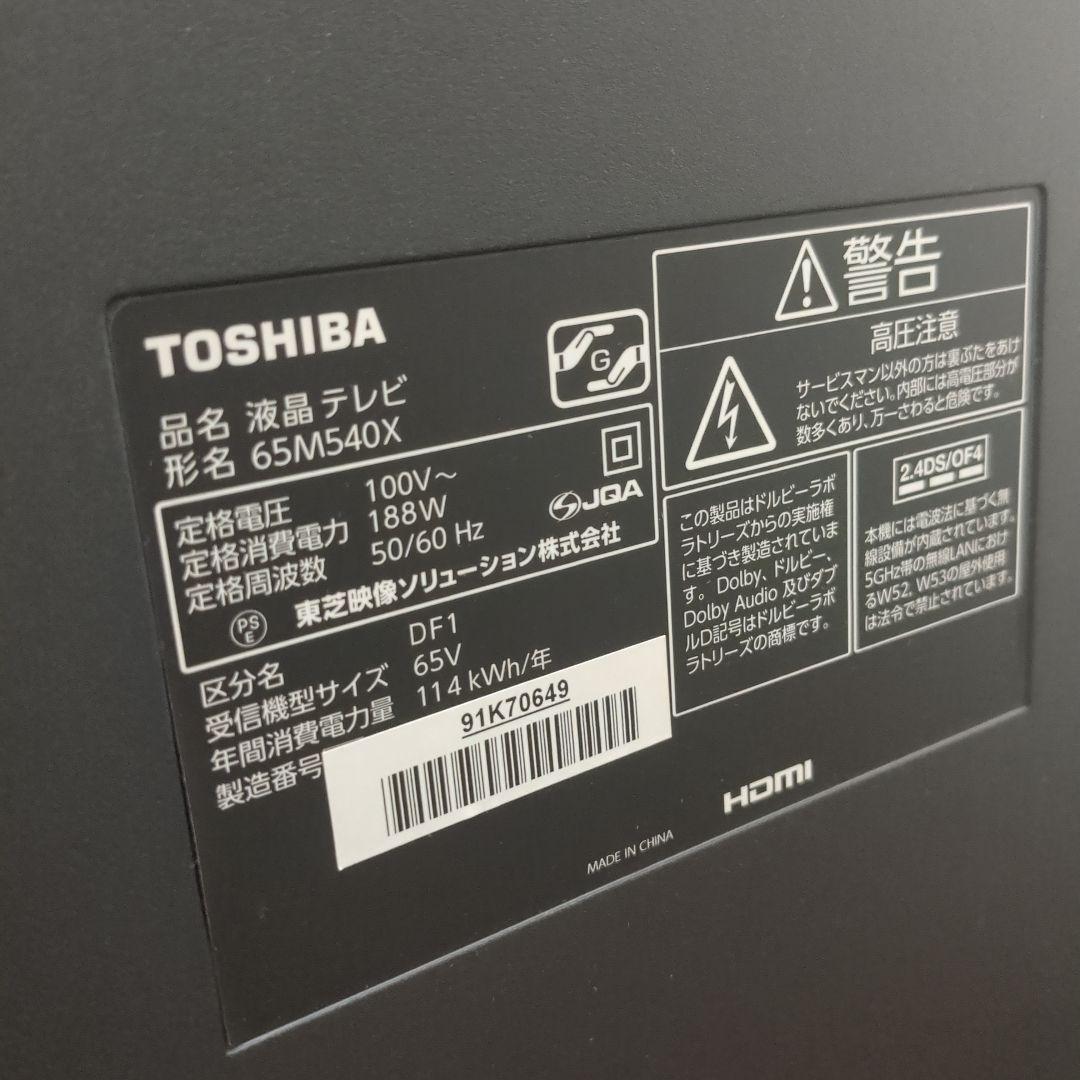 TOSHIBA
品名 液晶テレビ
形名 65M540X
G
定格電圧 100V～
定格消費電力 188W
定格周波数 50/60 Hz
JQA
PS
E
東芝映像ソリューション株式会社
区分名 DF1
受信機型サイズ 65V
年間消費電力量 114 kWh/年
製造番号
91K70649
警告
高圧注意
サービスマン以外の方は裏ぶたをあけ
ないでください。内部には高電圧部分が
数多くあり、万一さわると危険です。
この製品はドルビーラボ
ラトリーズからの実施権
に基づき製造されていま
す。Dolby、ドルビー、
Dolby Audio 及びダブ
ルD記号はドルビーラボ
ラトリーズの商標です。
2.4DS/OF4
本機には電波法に基づく無
線設備が内蔵されています。
5GHz帯の無線LANにおけ
るW52, W53の屋外使用
は法令で禁止されています。
HDMI
MADE IN CHINA